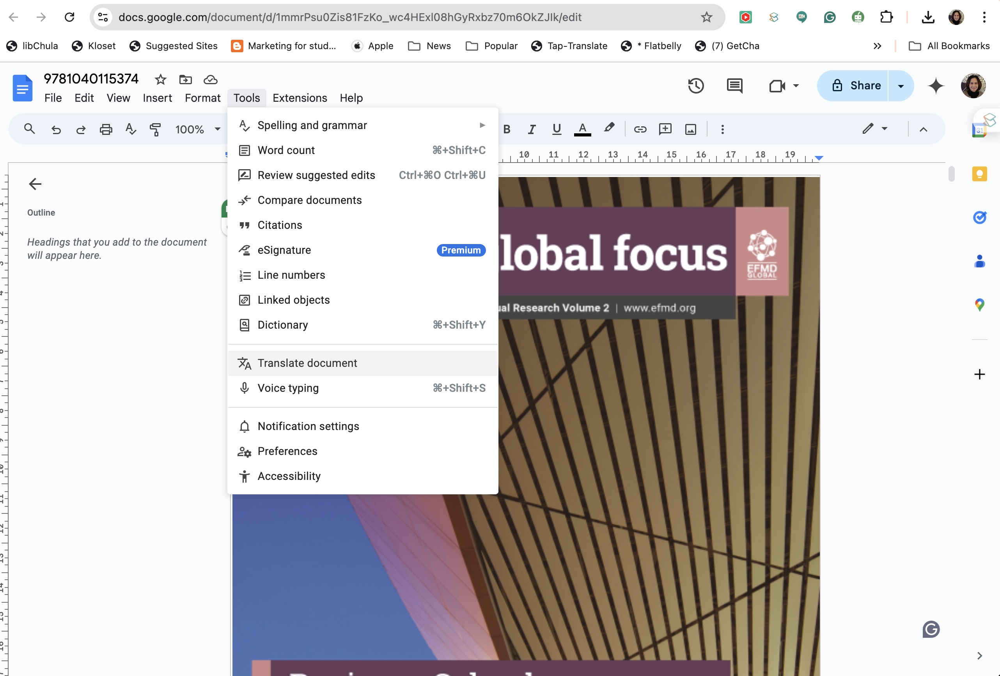 docs.google.com/document/d/1mmrPsu0Zis81FzKo_wc4HExl08hGyRxbz70m6OkZJIk/edit
libChula Kloset Suggested Sites Marketing for stud... Apple News Popular Tap-Translate * Flatbelly (7) GetCha » All Bookmarks
9781040115374
File Edit View Insert Format Tools Extensions Help
Share
100%
B I U A
31
10 11 12 13 14 15 16 17 18 19
Outline
Headings that you add to the document
will appear here.
Spelling and grammar
Word count ⌘+Shift+C
Review suggested edits Ctrl+⌘O Ctrl+⌘U
Compare documents
Citations
eSignature Premium
Line numbers
Linked objects
Dictionary ⌘+Shift+Y
Translate document
Voice typing ⌘+Shift+S
Notification settings
Preferences
Accessibility
lobal focus
EFMD
GLOBAL
ual Research Volume 2 | www.efmd.org